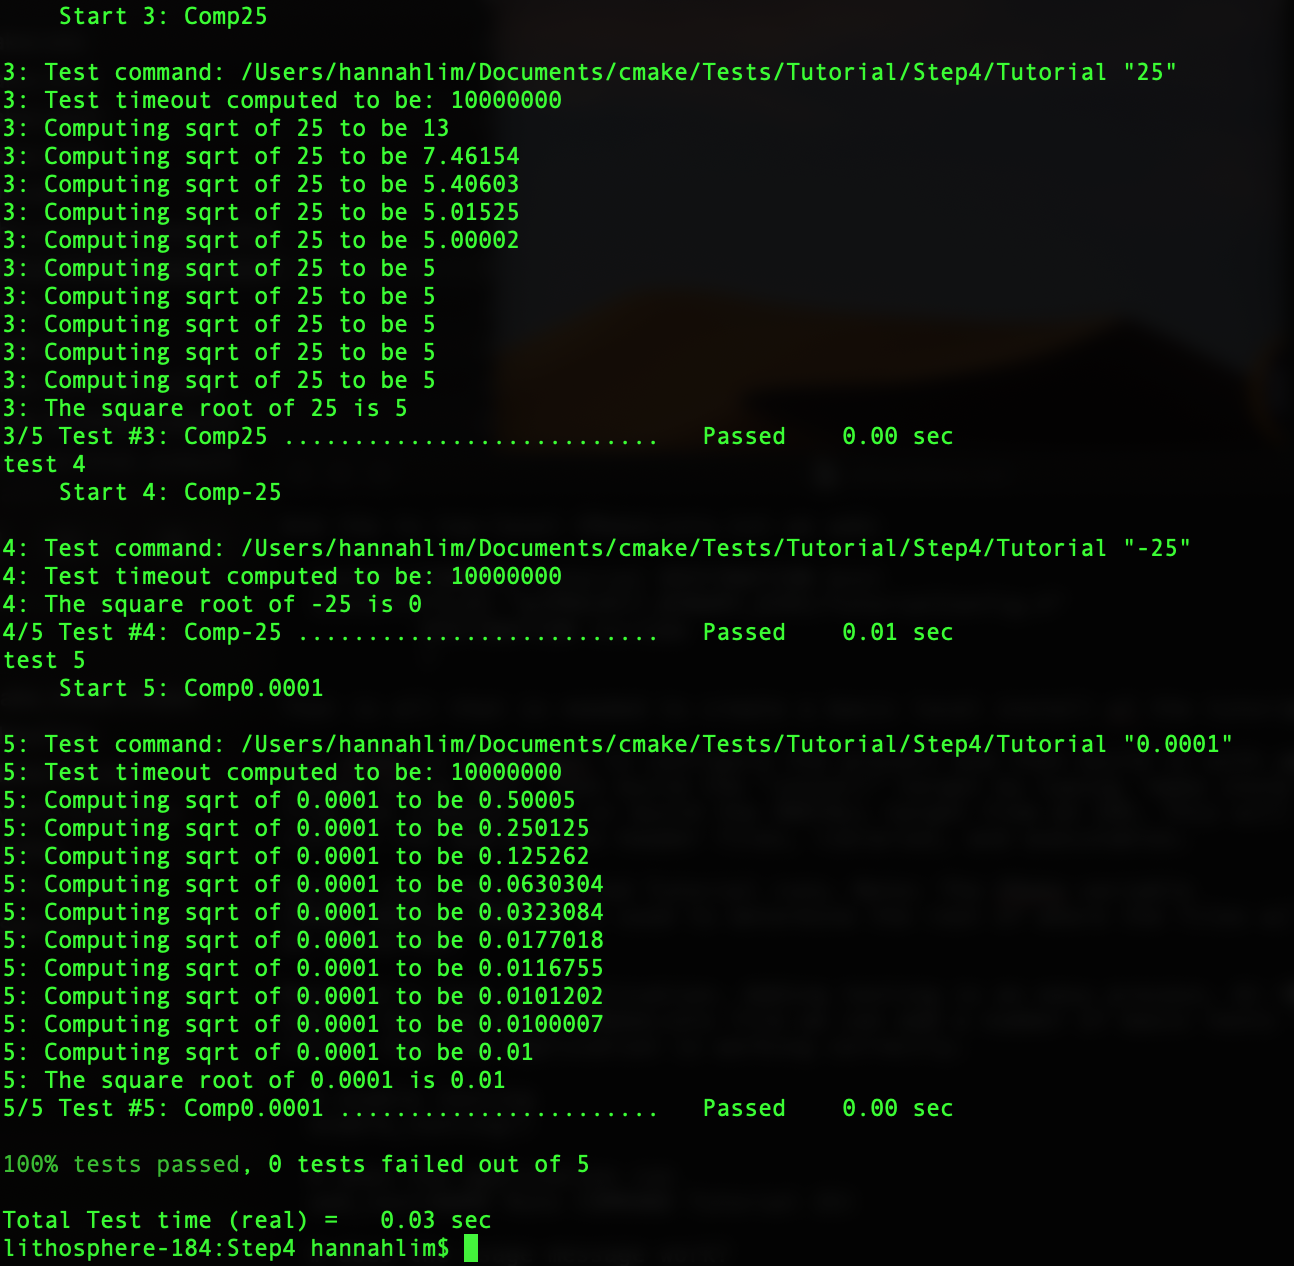 Start 3: Comp25
3: Test command: /Users/hannahlim/Documents/cmake/Tests/Tutorial/Step4/Tutorial "25"
3: Test timeout computed to be: 10000000
3: Computing sqrt of 25 to be 13
3: Computing sqrt of 25 to be 7.46154
3: Computing sqrt of 25 to be 5.40603
3: Computing sqrt of 25 to be 5.01525
3: Computing sqrt of 25 to be 5.00002
3: Computing sqrt of 25 to be 5
3: Computing sqrt of 25 to be 5
3: Computing sqrt of 25 to be 5
3: Computing sqrt of 25 to be 5
3: Computing sqrt of 25 to be 5
3: The square root of 25 is 5
3/5 Test #3: Comp25 ...........................   Passed    0.00 sec
test 4
Start 4: Comp-25
4: Test command: /Users/hannahlim/Documents/cmake/Tests/Tutorial/Step4/Tutorial "-25"
4: Test timeout computed to be: 10000000
4: The square root of -25 is 0
4/5 Test #4: Comp-25 ..........................   Passed    0.01 sec
test 5
Start 5: Comp0.0001
5: Test command: /Users/hannahlim/Documents/cmake/Tests/Tutorial/Step4/Tutorial "0.0001"
5: Test timeout computed to be: 10000000
5: Computing sqrt of 0.0001 to be 0.50005
5: Computing sqrt of 0.0001 to be 0.250125
5: Computing sqrt of 0.0001 to be 0.125262
5: Computing sqrt of 0.0001 to be 0.0630304
5: Computing sqrt of 0.0001 to be 0.0323084
5: Computing sqrt of 0.0001 to be 0.0177018
5: Computing sqrt of 0.0001 to be 0.0116755
5: Computing sqrt of 0.0001 to be 0.0101202
5: Computing sqrt of 0.0001 to be 0.0100007
5: Computing sqrt of 0.0001 to be 0.01
5: The square root of 0.0001 is 0.01
5/5 Test #5: Comp0.0001 .......................   Passed    0.00 sec
100% tests passed, 0 tests failed out of 5
Total Test time (real) =   0.03 sec
lithosphere-184:Step4 hannahlim$